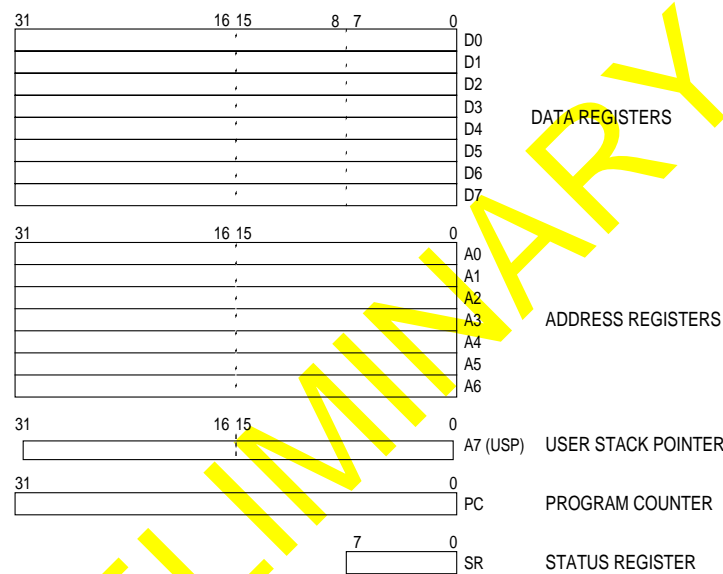 31 16 15 8 7 0
D0
D1
D2
D3
D4
D5
D6
D7
DATA REGISTERS
31 16 15 0
A0
A1
A2
A3
A4
A5
A6
ADDRESS REGISTERS
31 16 15 0
A7 (USP) USER STACK POINTER
31 0
PC PROGRAM COUNTER
7 0
SR STATUS REGISTER
LIMINARY